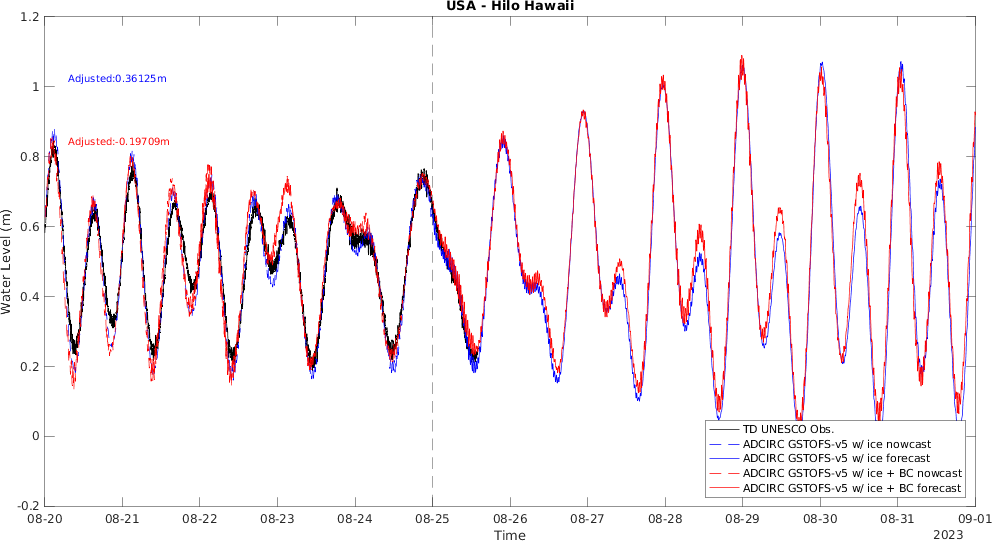 USA - Hilo Hawaii
1.2
1
0.8
0.6
0.4
0.2
0
-0.2
Water Level (m)
Adjusted:0.36125m
Adjusted:-0.19709m
TD UNESCO Obs.
ADCIRC GSTOFS-v5 w/ ice nowcast
ADCIRC GSTOFS-v5 w/ ice forecast
ADCIRC GSTOFS-v5 w/ ice + BC nowcast
ADCIRC GSTOFS-v5 w/ ice + BC forecast
08-20 08-21 08-22 08-23 08-24 08-25 08-26 08-27 08-28 08-29 08-30 08-31 09-01
Time
2023